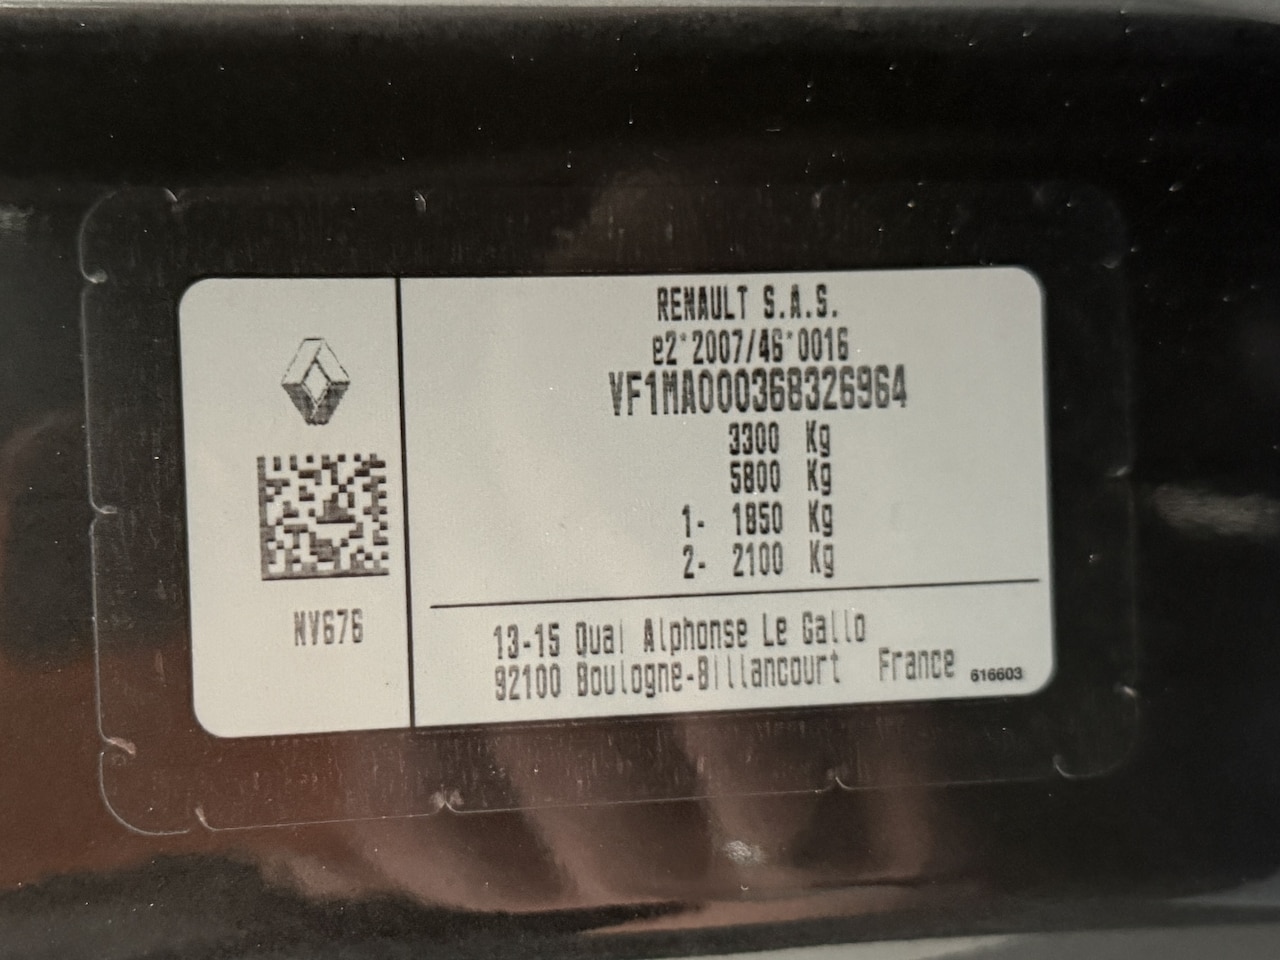 RENAULT S.A.S.
e2*2007/46*0016
VF1MA000368326964
3300 Kg
5800 Kg
1- 1850 Kg
2- 2100 Kg
NV676
13-15 Quai Alphonse Le Gallo
92100 Boulogne-Billancourt France
616603